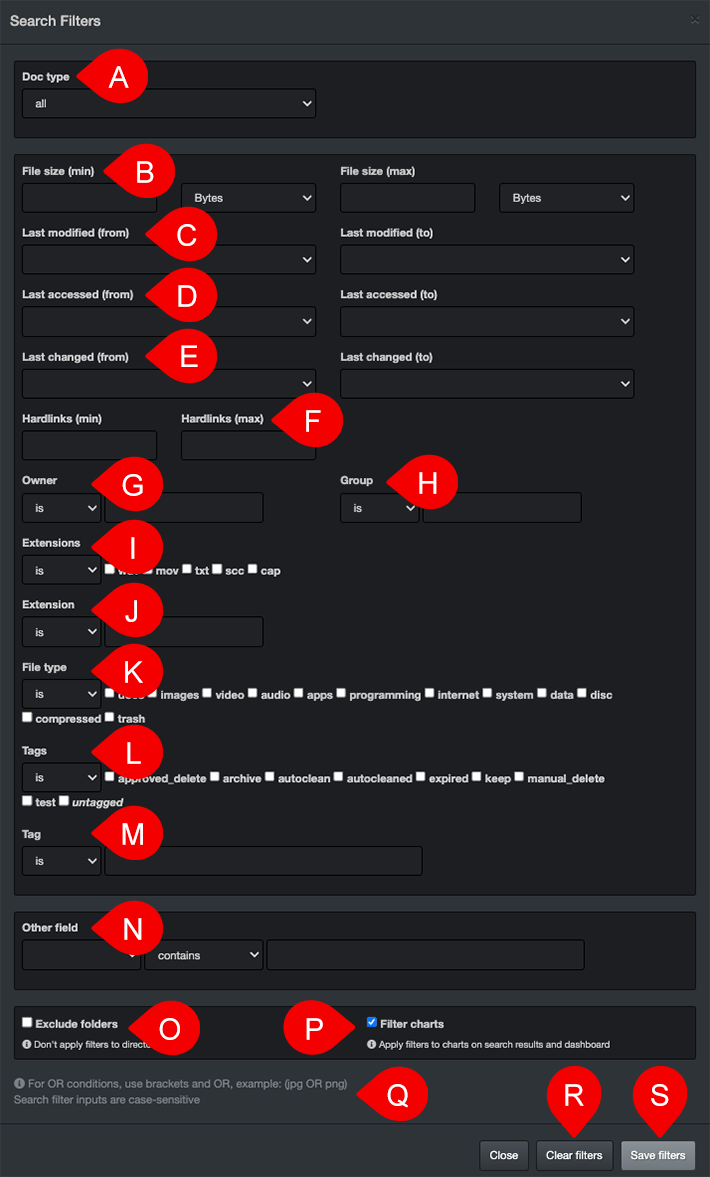 Search Filters ×
Doc type A
all
File size (min) B File size (max)
Bytes Bytes
Last modified (from) C Last modified (to)
Last accessed (from) D Last accessed (to)
Last changed (from) E Last changed (to)
Hardlinks (min) Hardlinks (max) F
Owner G Group H
is is
Extensions I
is mov txt scc cap
Extension J
is
File type K
is images video audio apps programming internet system data disc
compressed trash
Tags L
is approved_delete archive autoclean autocleaned expired keep manual_delete
test untagged
Tag M
is
Other field N
contains
Exclude folders O P Filter charts
Don't apply filters to Apply filters to charts on search results and dashboard
For OR conditions, use brackets and OR, example: (jpg OR png) Q
Search filter inputs are case-sensitive
R S
Close Clear filters Save filters